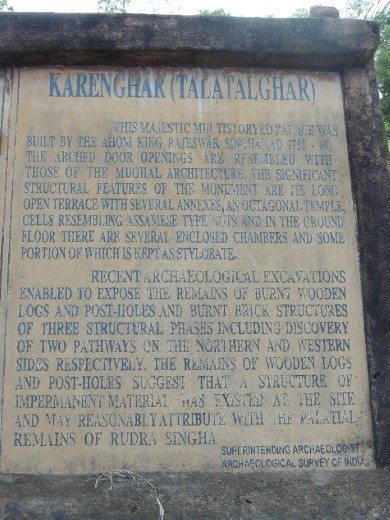 KARENGHAR (TALATALGHAR)
THIS MAJESTIC MULTISTORYED PALACE WAS
BUILT BY THE AHOM KING RAJESWAR SINGHA (AD 1751 - 69)
THE ARCHED DOOR OPENINGS ARE RESEMBLED WITH
THOSE OF THE MUGHAL ARCHITECTURE. THE SIGNIFICANT
STRUCTURAL FEATURES OF THE MONUMENT ARE ITS LONG
OPEN TERRACE WITH SEVERAL ANNEXES, AN OCTAGONAL TEMPLE,
CELLS RESEMBLING ASSAMESE TYPE HUTS AND IN THE GROUND
FLOOR THERE ARE SEVERAL ENCLOSED CHAMBERS AND SOME
PORTION OF WHICH IS KEPT AS STYLOBATE.
RECENT ARCHAEOLOGICAL EXCAVATIONS
ENABLED TO EXPOSE THE REMAINS OF BURNT WOODEN
LOGS AND POST-HOLES AND BURNT BRICK STRUCTURES
OF THREE STRUCTURAL PHASES INCLUDING DISCOVERY
OF TWO PATHWAYS ON THE NORTHERN AND WESTERN
SIDES RESPECTIVELY. THE REMAINS OF WOODEN LOGS
AND POST-HOLES SUGGEST THAT A STRUCTURE OF
IMPERMANENT MATERIAL HAS EXISTED AT THE SITE
AND MAY REASONABLY ATTRIBUTE WITH THE PALATIAL
REMAINS OF RUDRA SINGHA
SUPERINTENDING ARCHAEOLOGIST
ARCHAEOLOGICAL SURVEY OF INDIA